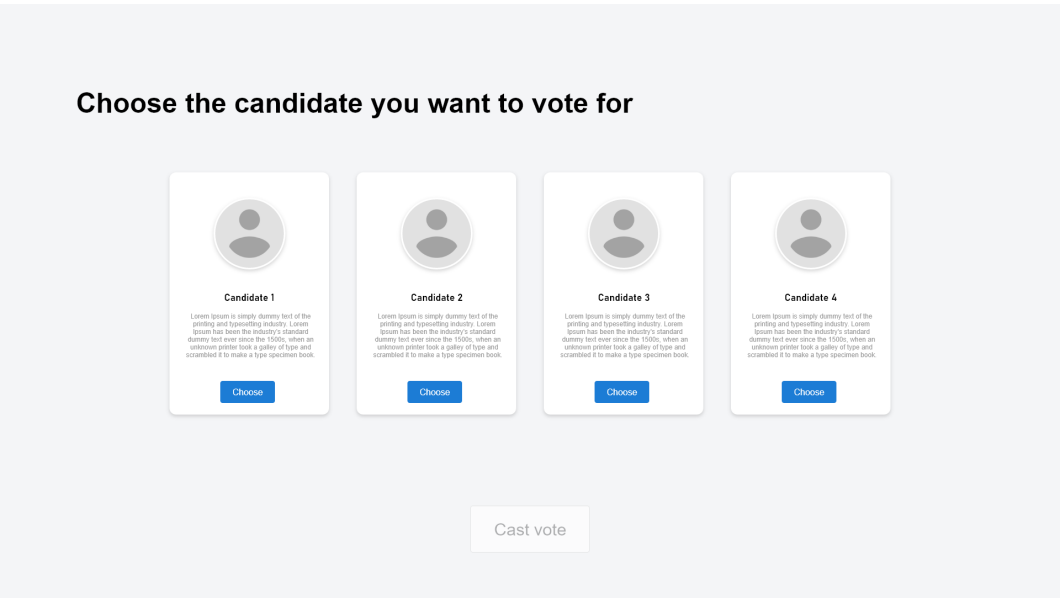 Choose the candidate you want to vote for
Candidate 1
Lorem Ipsum is simply dummy text of the
printing and typesetting industry. Lorem
Ipsum has been the industry's standard
dummy text ever since the 1500s, when an
unknown printer took a galley of type and
scrambled it to make a type specimen book.
Choose
Candidate 2
Lorem Ipsum is simply dummy text of the
printing and typesetting industry. Lorem
Ipsum has been the industry's standard
dummy text ever since the 1500s, when an
unknown printer took a galley of type and
scrambled it to make a type specimen book.
Choose
Candidate 3
Lorem Ipsum is simply dummy text of the
printing and typesetting industry. Lorem
Ipsum has been the industry's standard
dummy text ever since the 1500s, when an
unknown printer took a galley of type and
scrambled it to make a type specimen book.
Choose
Candidate 4
Lorem Ipsum is simply dummy text of the
printing and typesetting industry. Lorem
Ipsum has been the industry's standard
dummy text ever since the 1500s, when an
unknown printer took a galley of type and
scrambled it to make a type specimen book.
Choose
Cast vote